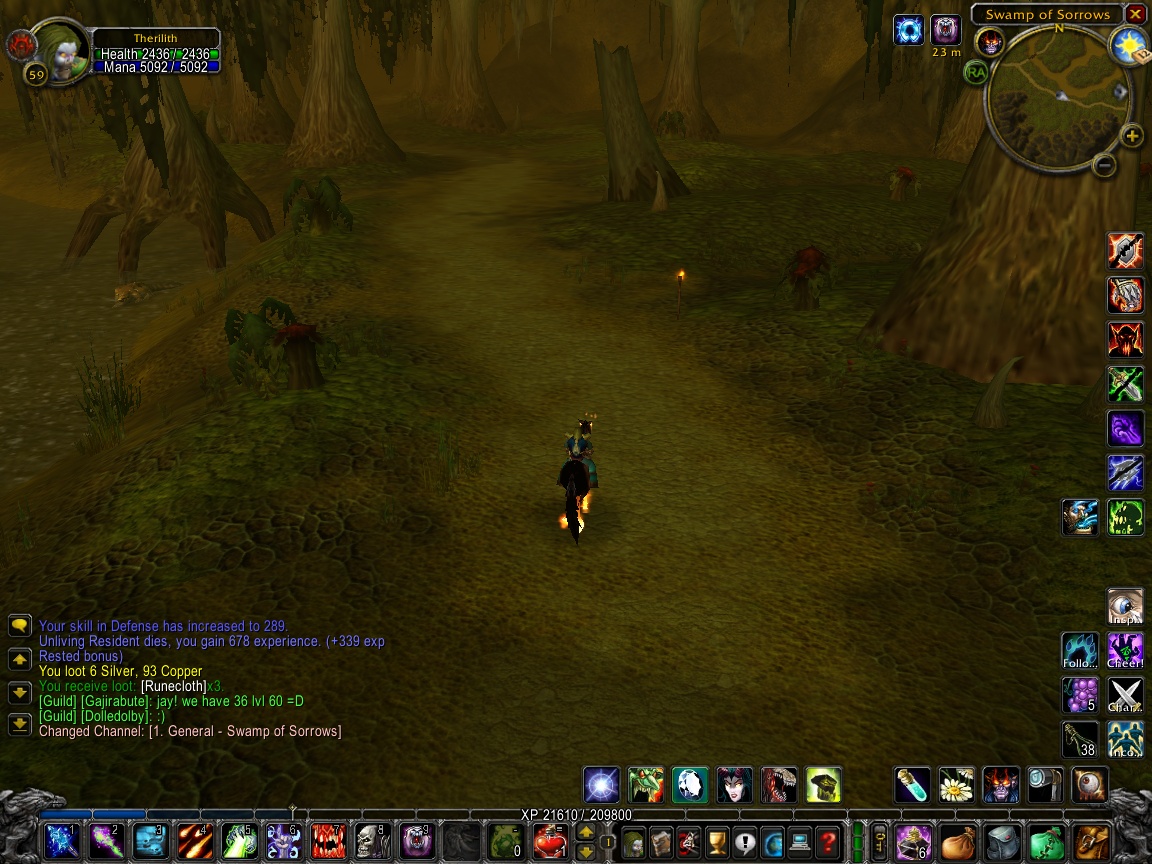 Therilith
Health 2436 / 2436
Mana 5092 / 5092
59
23 m
Swamp of Sorrows
N
RA
Your skill in Defense has increased to 289.
Unliving Resident dies, you gain 678 experience. (+339 exp
Rested bonus)
You loot 6 Silver, 93 Copper
You receive loot: [Runecloth]x3.
[Guild] [Gajirabute]: jay! we have 36 lvl 60 =D
[Guild] [Dolledolby]: :)
Changed Channel: [1. General - Swamp of Sorrows]
Insp...
Follo...
Cheer!
5
Char...
38
Inco...
XP 21610 / 209800
1
2
3
4
5
6
7
8
9
0
1
1
6